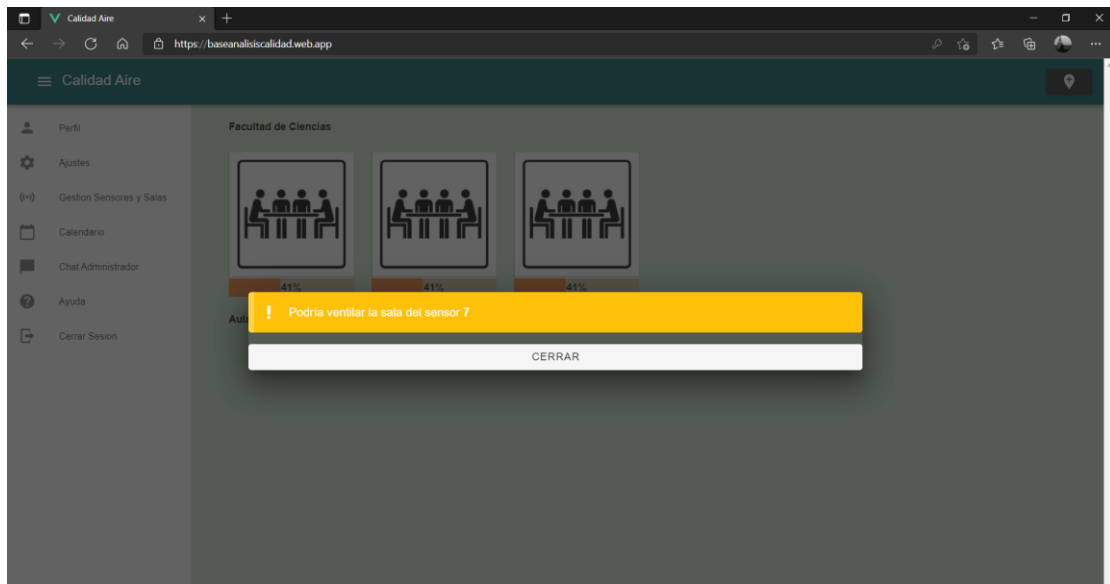 Calidad Aire
https://baseanalisiscalidad.web.app
Calidad Aire
Perfil
Ajustes
Gestion Sensores y Salas
Calendario
Chat Administrador
Ayuda
Cerrar Sesion
Facultad de Ciencias
41%
41%
41%
Podría ventilar la sala del sensor 7
CERRAR